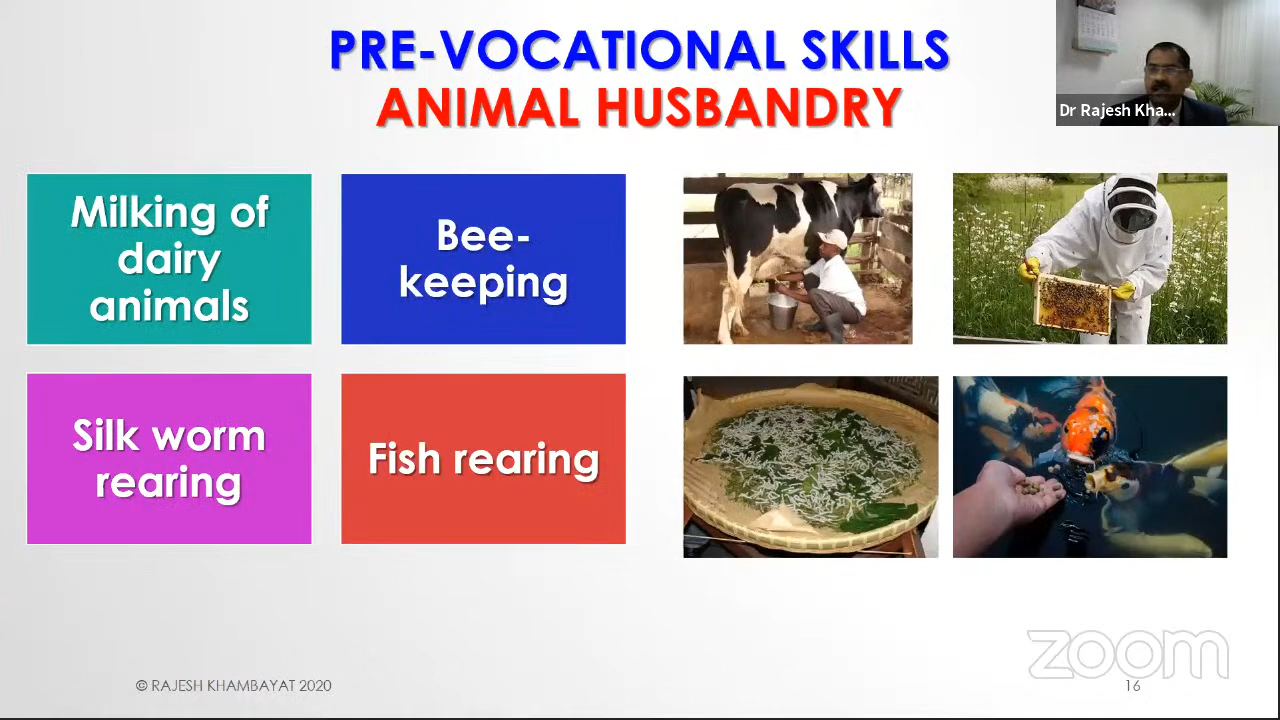 PRE-VOCATIONAL SKILLS
ANIMAL HUSBANDRY
Dr Rajesh Kha...
Milking of
dairy
animals
Bee-
keeping
Silk worm
rearing
Fish rearing
zoom
© RAJESH KHAMBAYAT 2020
16